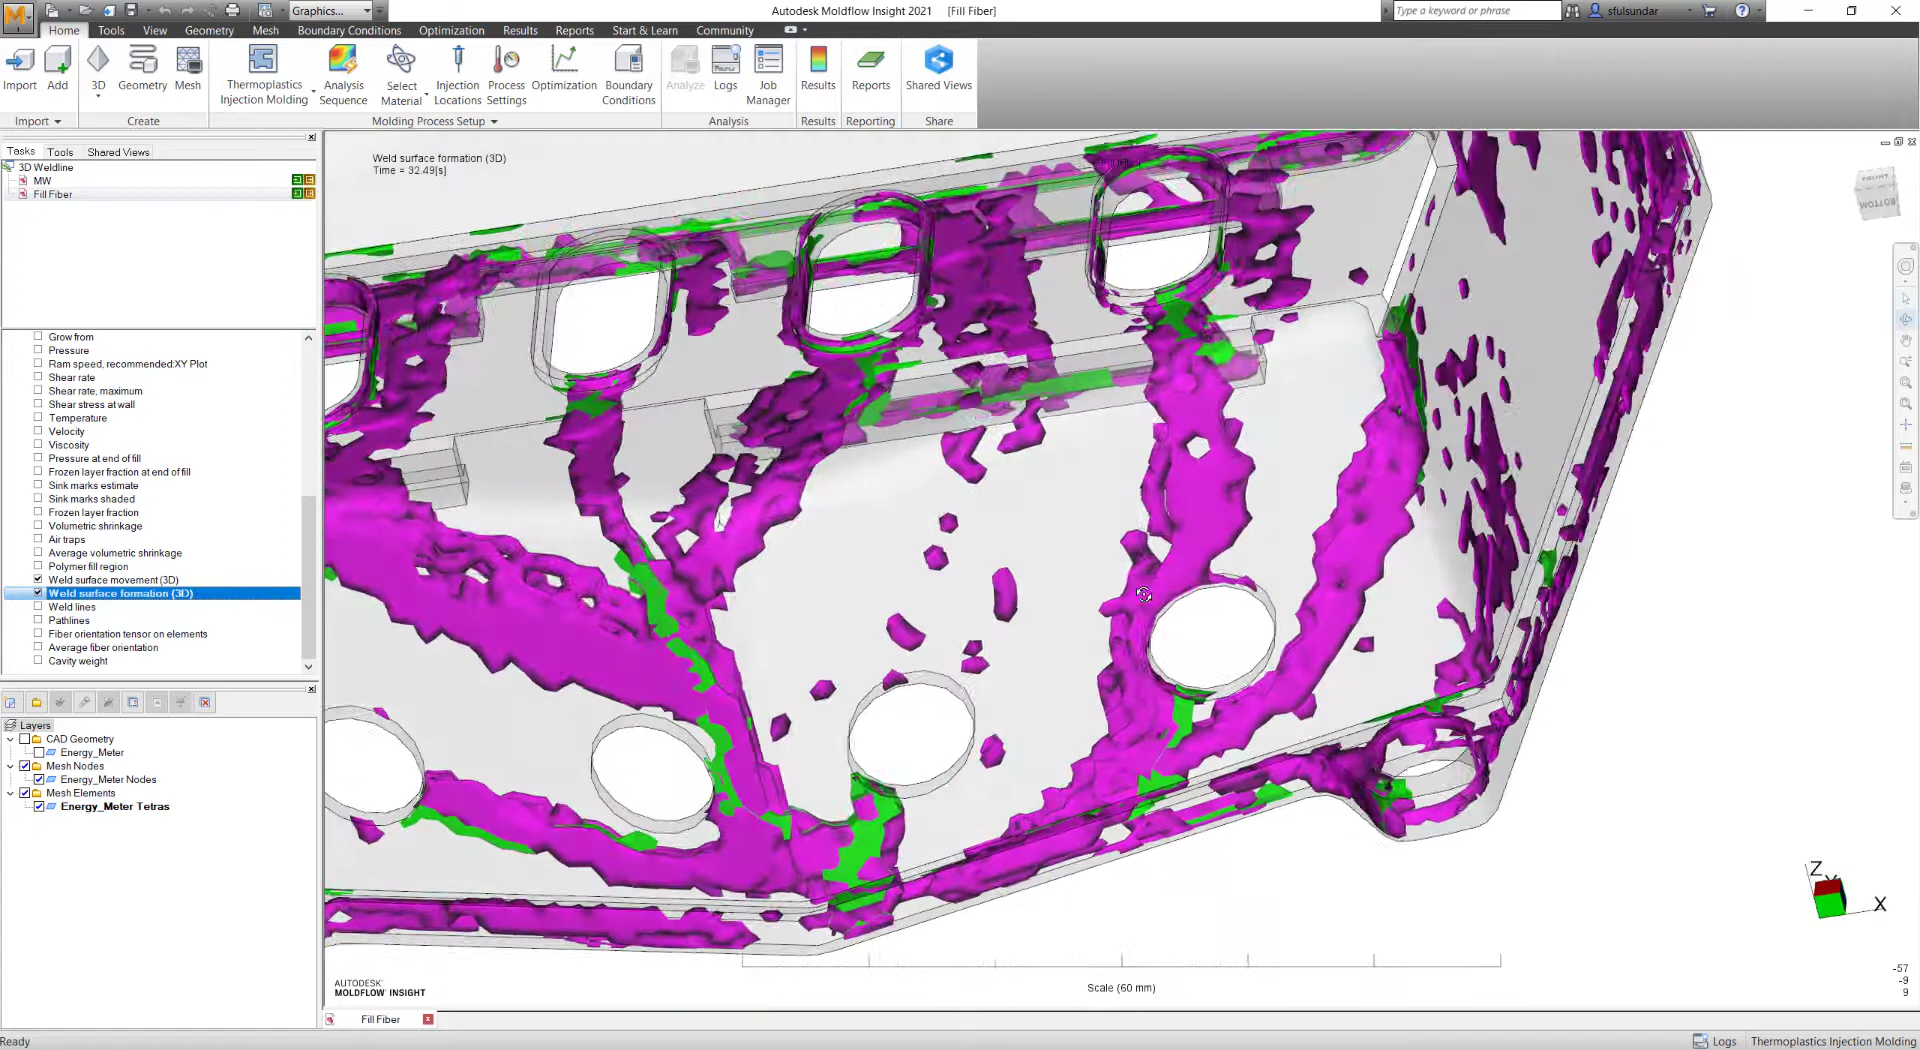 Graphics...
Autodesk Moldflow Insight 2021 [Fill Fiber]
Type a keyword or phrase
sfulsundar
Home Tools View Geometry Mesh Boundary Conditions Optimization Results Reports Start & Learn Community
Import
Add
3D
Geometry
Mesh
Thermoplastics
Injection Molding
Analysis
Sequence
Select
Material
Injection
Locations
Process
Settings
Optimization
Boundary
Conditions
Analyze
Logs
Job
Manager
Results
Reports
Shared Views
Import
Create
Molding Process Setup
Analysis
Results
Reporting
Share
Tasks Tools Shared Views
3D Weldline
MW
Fill Fiber
Grow from
Pressure
Ram speed, recommended:XY Plot
Shear rate
Shear rate, maximum
Shear stress at wall
Temperature
Velocity
Viscosity
Pressure at end of fill
Frozen layer fraction at end of fill
Sink marks estimate
Sink marks shaded
Frozen layer fraction
Volumetric shrinkage
Air traps
Average volumetric shrinkage
Polymer fill region
Weld surface movement (3D)
Weld surface formation (3D)
Weld lines
Pathlines
Fiber orientation tensor on elements
Average fiber orientation
Cavity weight
Layers
CAD Geometry
Energy_Meter
Mesh Nodes
Energy_Meter Nodes
Mesh Elements
Energy_Meter Tetras
Weld surface formation (3D)
Time = 32.49[s]
FRONT
BOTTOM
Z
Y
X
-57
-9
9
AUTODESK
MOLDFLOW INSIGHT
Scale (60 mm)
Fill Fiber
Ready
Logs Thermoplastics Injection Molding